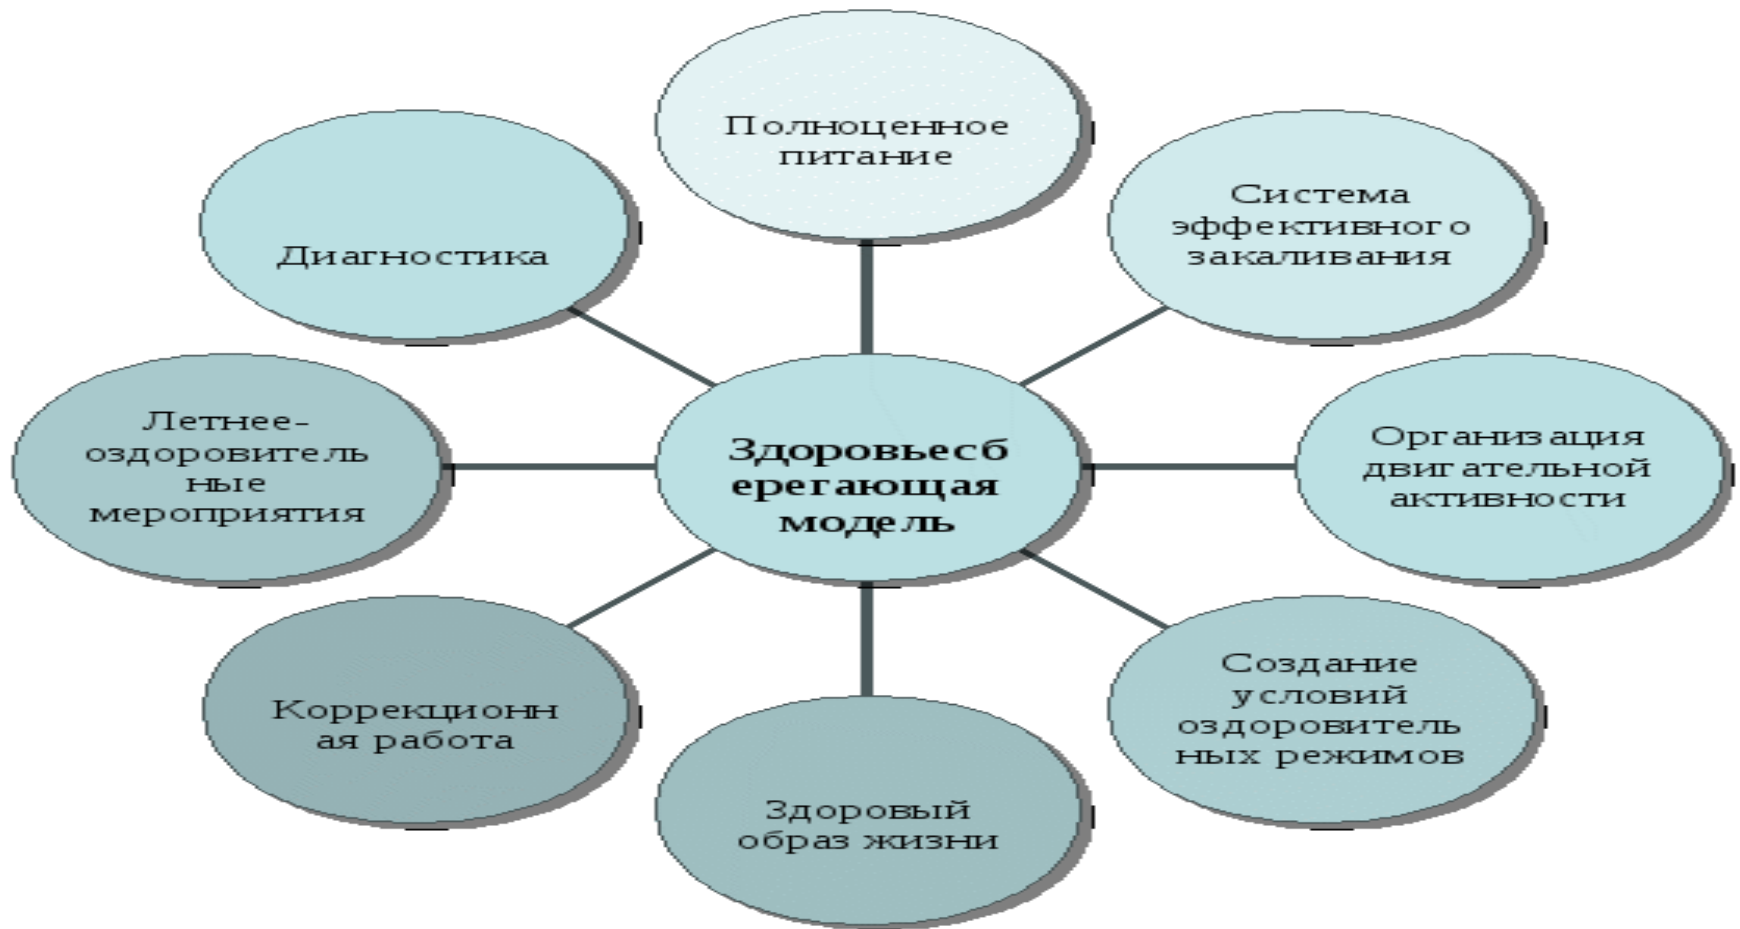 Полноценное
питание
Система
эффективного
закаливания
Диагностика
Летнее-
оздоровитель
ные
мероприятия
Здоровьесб
ерегающая
модель
Организация
двигательной
активности
Создание
условий
оздоровитель
ных режимов
Коррекционн
ая работа
Здоровый
образ жизни